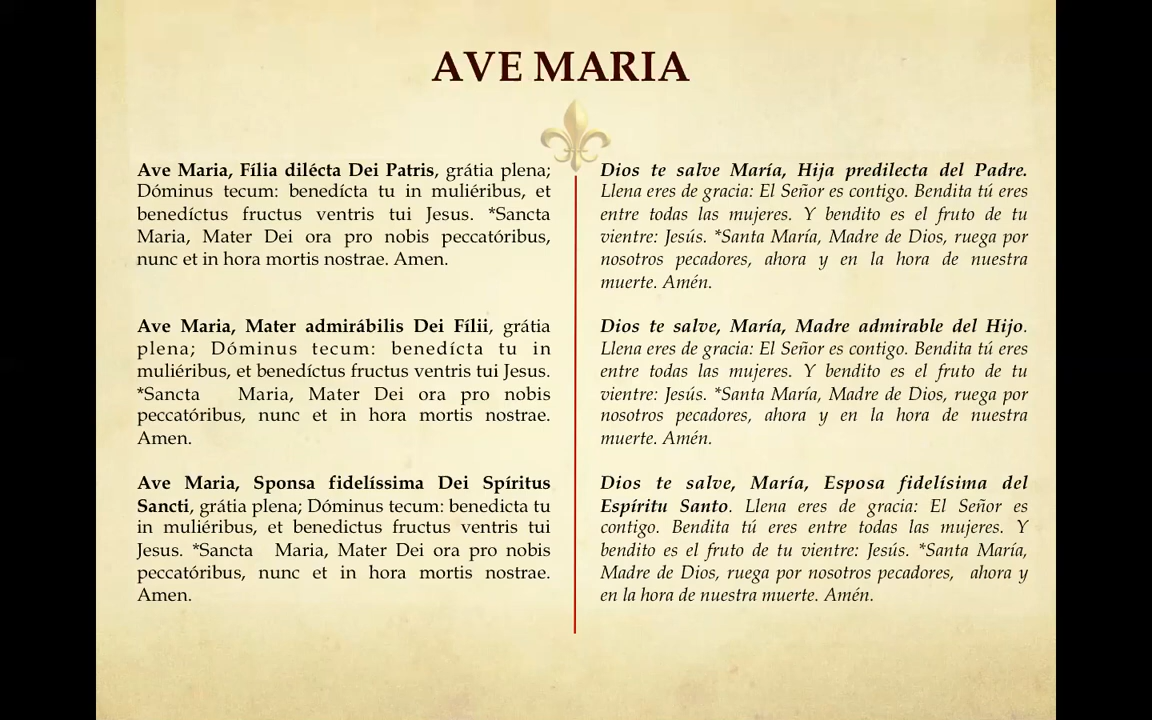 AVE MARIA
Ave Maria, Fília dilécta Dei Patris, grátia plena;
Dóminus tecum: benedícta tu in muliéribus, et
benedíctus fructus ventris tui Jesus. *Sancta
Maria, Mater Dei ora pro nobis peccatóribus,
nunc et in hora mortis nostrae. Amen.
Ave Maria, Mater admirábilis Dei Fílii, grátia
plena; Dóminus tecum: benedícta tu in
muliéribus, et benedíctus fructus ventris tui Jesus.
*Sancta Maria, Mater Dei ora pro nobis
peccatóribus, nunc et in hora mortis nostrae.
Amen.
Ave Maria, Sponsa fidelíssima Dei Spíritus
Sancti, grátia plena; Dóminus tecum: benedicta tu
in muliéribus, et benedictus fructus ventris tui
Jesus. *Sancta Maria, Mater Dei ora pro nobis
peccatóribus, nunc et in hora mortis nostrae.
Amen.
Dios te salve María, Hija predilecta del Padre.
Llena eres de gracia: El Señor es contigo. Bendita tú eres
entre todas las mujeres. Y bendito es el fruto de tu
vientre: Jesús. *Santa María, Madre de Dios, ruega por
nosotros pecadores, ahora y en la hora de nuestra
muerte. Amén.
Dios te salve, María, Madre admirable del Hijo.
Llena eres de gracia: El Señor es contigo. Bendita tú eres
entre todas las mujeres. Y bendito es el fruto de tu
vientre: Jesús. *Santa María, Madre de Dios, ruega por
nosotros pecadores, ahora y en la hora de nuestra
muerte. Amén.
Dios te salve, María, Esposa fidelísima del
Espíritu Santo. Llena eres de gracia: El Señor es
contigo. Bendita tú eres entre todas las mujeres. Y
bendito es el fruto de tu vientre: Jesús. *Santa María,
Madre de Dios, ruega por nosotros pecadores, ahora y
en la hora de nuestra muerte. Amén.